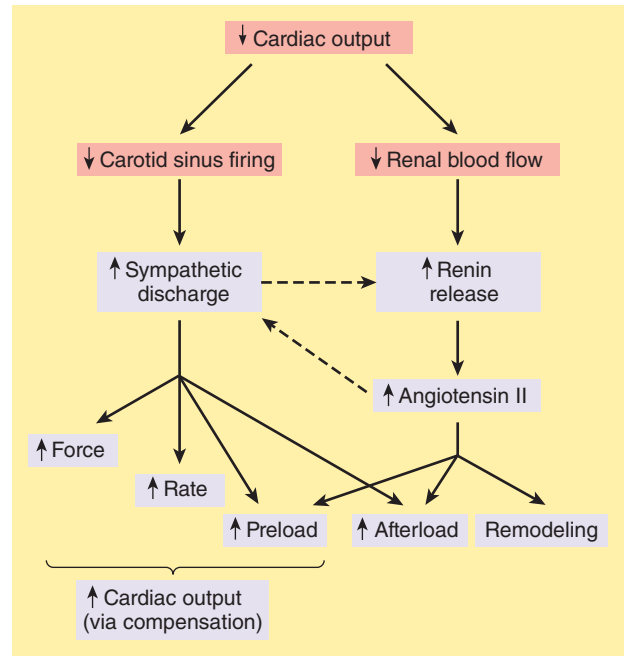 ↓ Cardiac output
↓ Carotid sinus firing
↓ Renal blood flow
↑ Sympathetic
discharge
↑ Renin
release
↑ Angiotensin II
↑ Force
↑ Rate
↑ Preload
↑ Afterload
Remodeling
↑ Cardiac output
(via compensation)